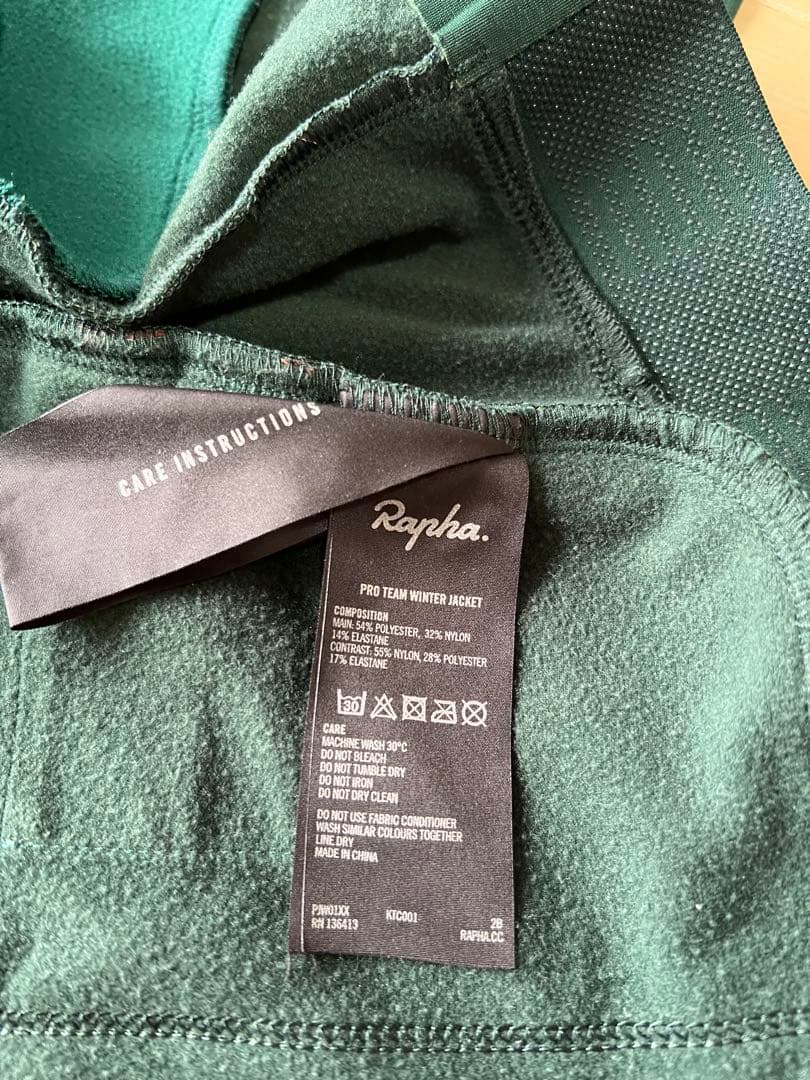 CARE INSTRUCTIONS
Rapha.
PRO TEAM WINTER JACKET
COMPOSITION
MAIN: 54% POLYESTER, 32% NYLON
14% ELASTANE
CONTRAST: 55% NYLON, 28% POLYESTER
17% ELASTANE
30
CARE
MACHINE WASH 30°C
DO NOT BLEACH
DO NOT TUMBLE DRY
DO NOT IRON
DO NOT DRY CLEAN
DO NOT USE FABRIC CONDITIONER
WASH SIMILAR COLOURS TOGETHER
LINE DRY
MADE IN CHINA
PJW01XX KTC001 2B
RN 136413 RAPHA.CC